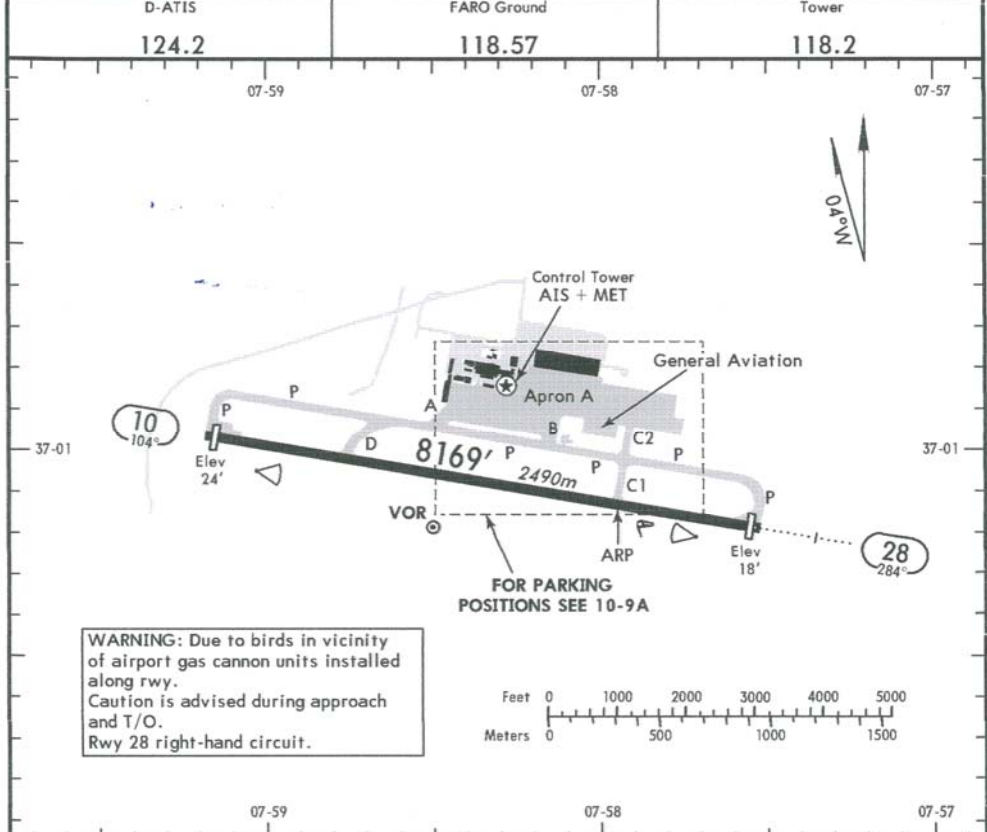 D-ATIS
FARO Ground
Tower
124.2
118.57
118.2
07-59
07-58
07-57
04°W
Control Tower
AIS + MET
General Aviation
Apron A
P
P
A
B
C2
10
104°
37-01
37-01
D
8169'
P
P
P
Elev
24'
2490m
C1
P
VOR
ARP
Elev
18'
28
284°
FOR PARKING
POSITIONS SEE 10-9A
WARNING: Due to birds in vicinity
of airport gas cannon units installed
along rwy.
Caution is advised during approach
and T/O.
Rwy 28 right-hand circuit.
Feet 0 1000 2000 3000 4000 5000
Meters 0 500 1000 1500
07-59
07-58
07-57